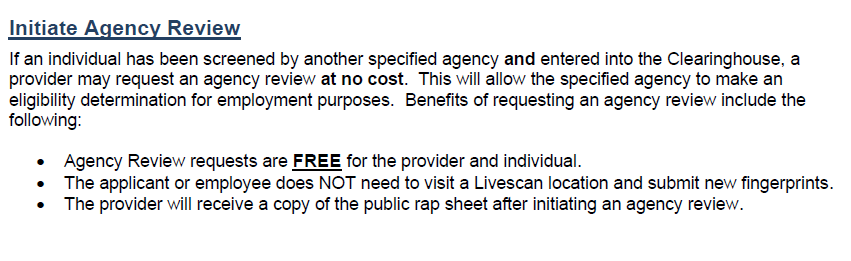 Initiate Agency Review
If an individual has been screened by another specified agency and entered into the Clearinghouse, a
provider may request an agency review at no cost.  This will allow the specified agency to make an
eligibility determination for employment purposes.  Benefits of requesting an agency review include the
following:
• Agency Review requests are FREE for the provider and individual.
• The applicant or employee does NOT need to visit a Livescan location and submit new fingerprints.
• The provider will receive a copy of the public rap sheet after initiating an agency review.